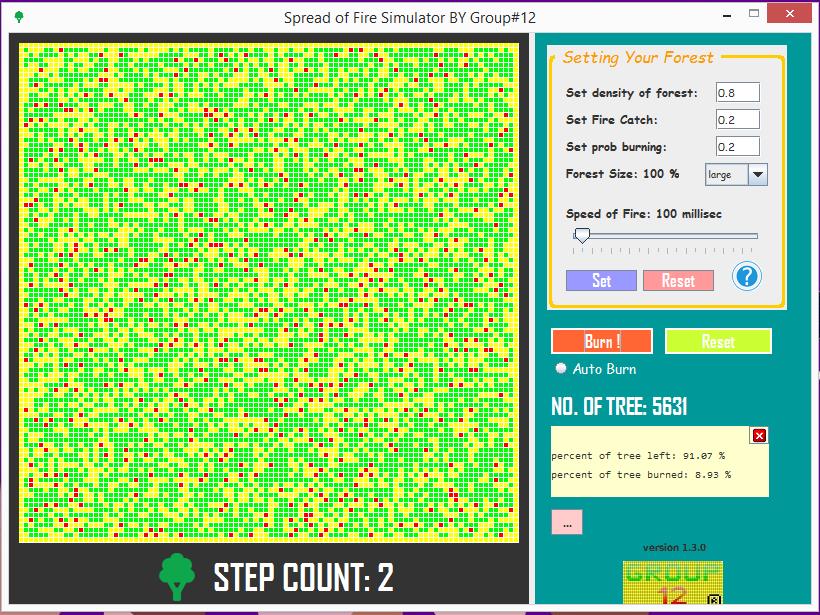 Spread of Fire Simulator BY Group#12
Setting Your Forest
Set density of forest: 0.8
Set Fire Catch: 0.2
Set prob burning: 0.2
Forest Size: 100 % large
Speed of Fire: 100 millisec
Set Reset ?
Burn ! Reset
Auto Burn
NO. OF TREE: 5631
percent of tree left: 91.07 %
percent of tree burned: 8.93 %
...
version 1.3.0
GROUP
12
STEP COUNT: 2